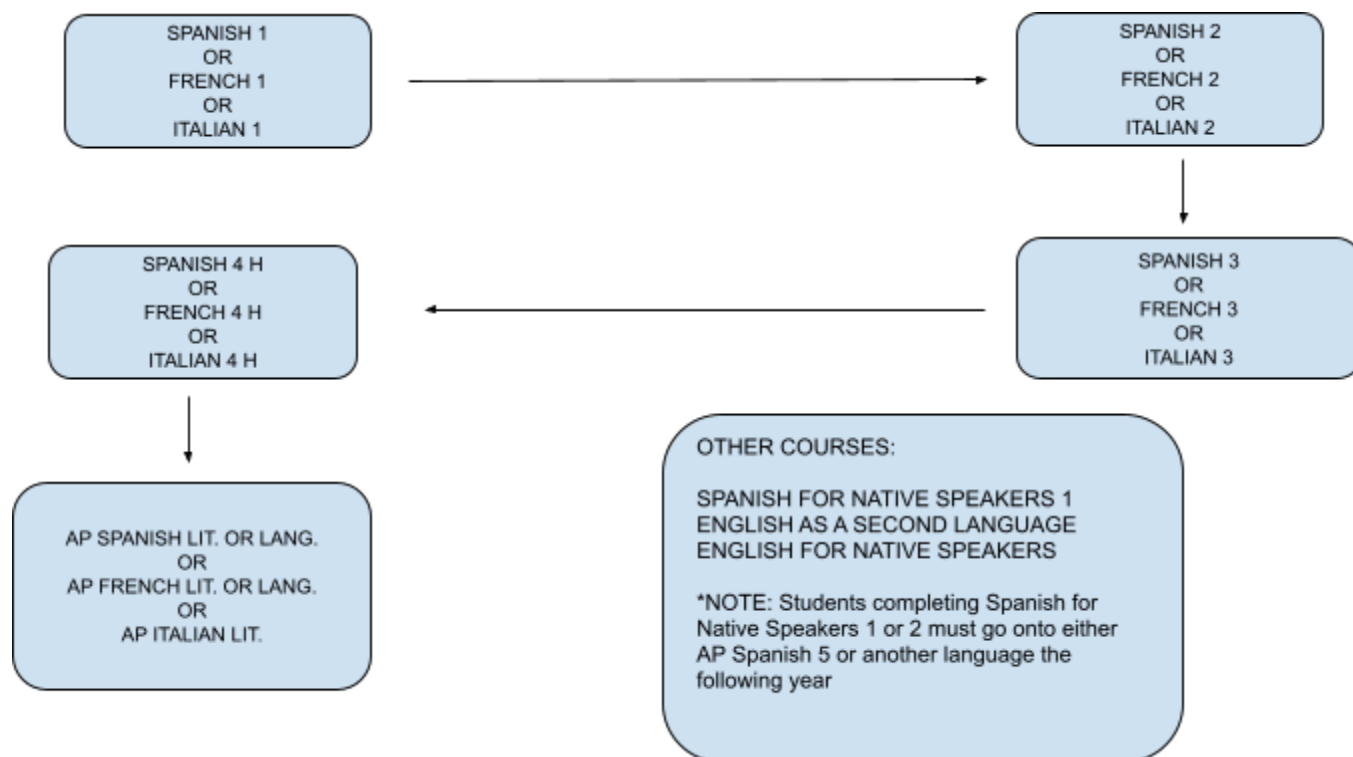 SPANISH 1
OR
FRENCH 1
OR
ITALIAN 1
SPANISH 2
OR
FRENCH 2
OR
ITALIAN 2
SPANISH 3
OR
FRENCH 3
OR
ITALIAN 3
SPANISH 4 H
OR
FRENCH 4 H
OR
ITALIAN 4 H
AP SPANISH LIT. OR LANG.
OR
AP FRENCH LIT. OR LANG.
OR
AP ITALIAN LIT.
OTHER COURSES:
SPANISH FOR NATIVE SPEAKERS 1
ENGLISH AS A SECOND LANGUAGE
ENGLISH FOR NATIVE SPEAKERS
*NOTE: Students completing Spanish for
Native Speakers 1 or 2 must go onto either
AP Spanish 5 or another language the
following year